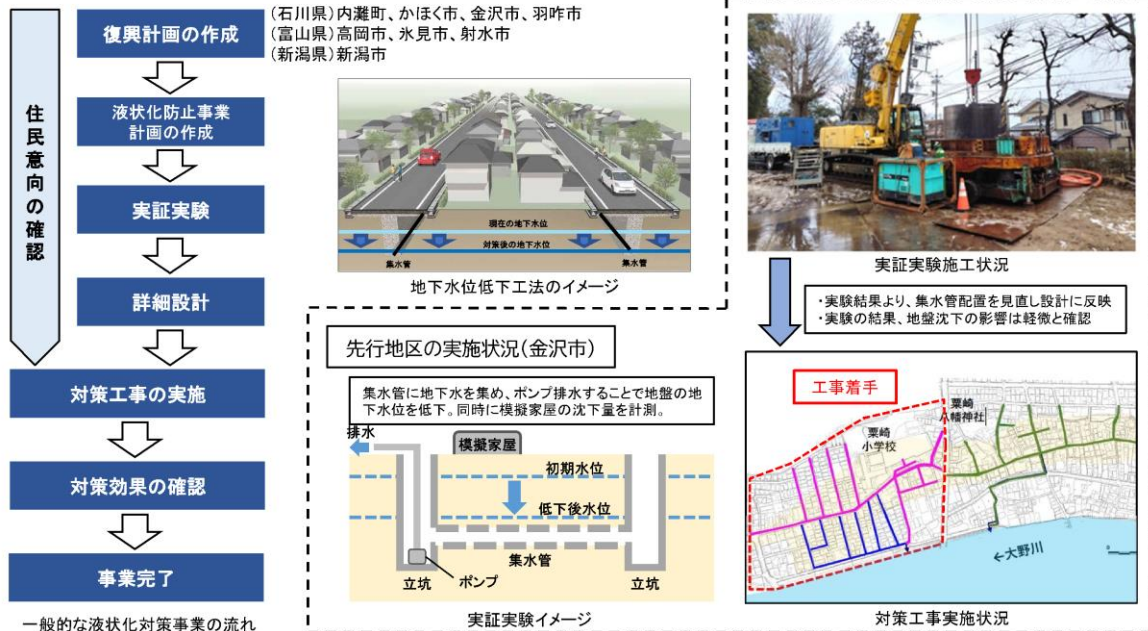 (石川県)内灘町、かほく市、金沢市、羽咋市
(富山県)高岡市、氷見市、射水市
(新潟県)新潟市
住民意向の確認
復興計画の作成
液状化防止事業
計画の作成
実証実験
詳細設計
対策工事の実施
対策効果の確認
事業完了
一般的な液状化対策事業の流れ
現在の地下水位
対策後の地下水位
集水管
集水管
地下水位低下工法のイメージ
先行地区の実施状況(金沢市)
集水管に地下水を集め、ポンプ排水することで地盤の地
下水位を低下。同時に模擬家屋の沈下量を計測。
排水
模擬家屋
初期水位
低下後水位
集水管
立坑
ポンプ
立坑
実証実験イメージ
実証実験施工状況
・実験結果より、集水管配置を見直し設計に反映
・実験の結果、地盤沈下の影響は軽微と確認
工事着手
粟崎
八幡神社
粟崎
小学校
←大野川
対策工事実施状況